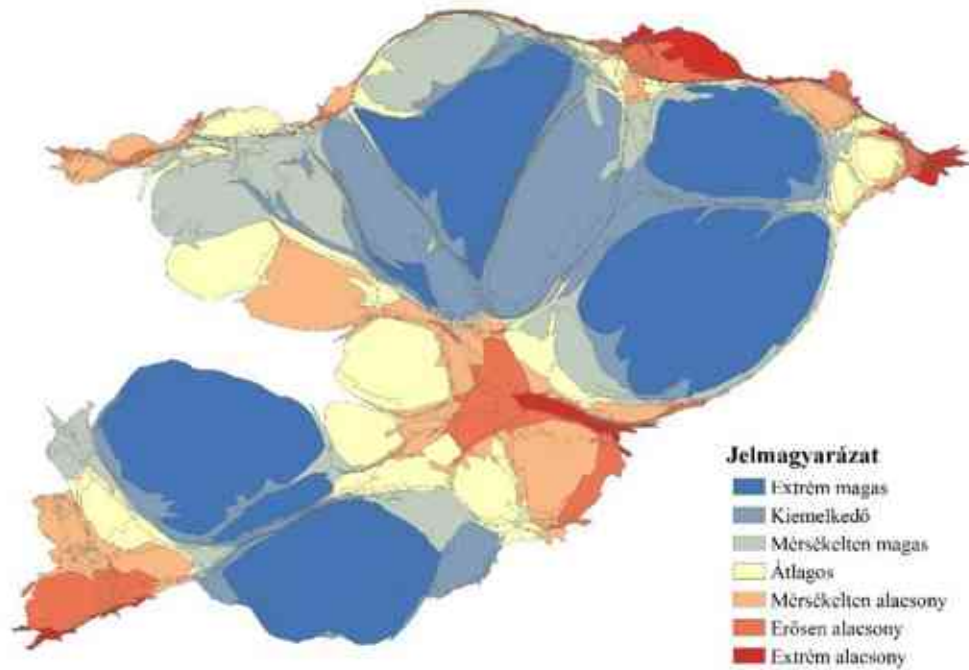 Jelmagyarázat
Extrém magas
Kiemelkedő
Mérsékelten magas
Átlagos
Mérsékelten alacsony
Erősen alacsony
Extrém alacsony